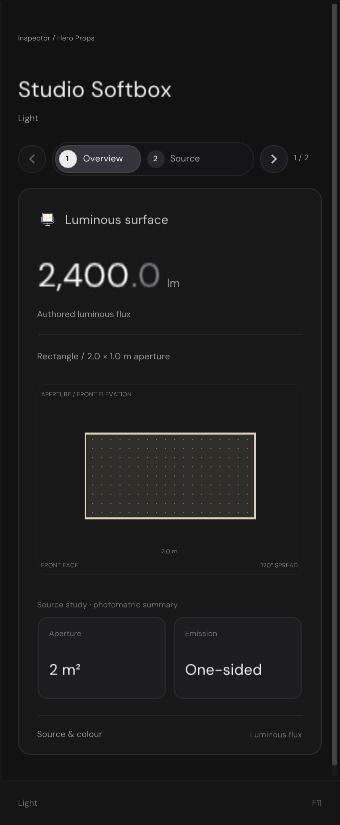 Inspector / Hero Props
Studio Softbox
Light
1 Overview 2 Source 1 / 2
Luminous surface
2,400.0 lm
Authored luminous flux
Rectangle / 2.0 × 1.0 m aperture
APERTURE / FRONT ELEVATION
2.0 m
FRONT FACE 120° SPREAD
Source study · photometric summary
Aperture Emission
2 m² One-sided
Source & colour Luminous flux
Light F11